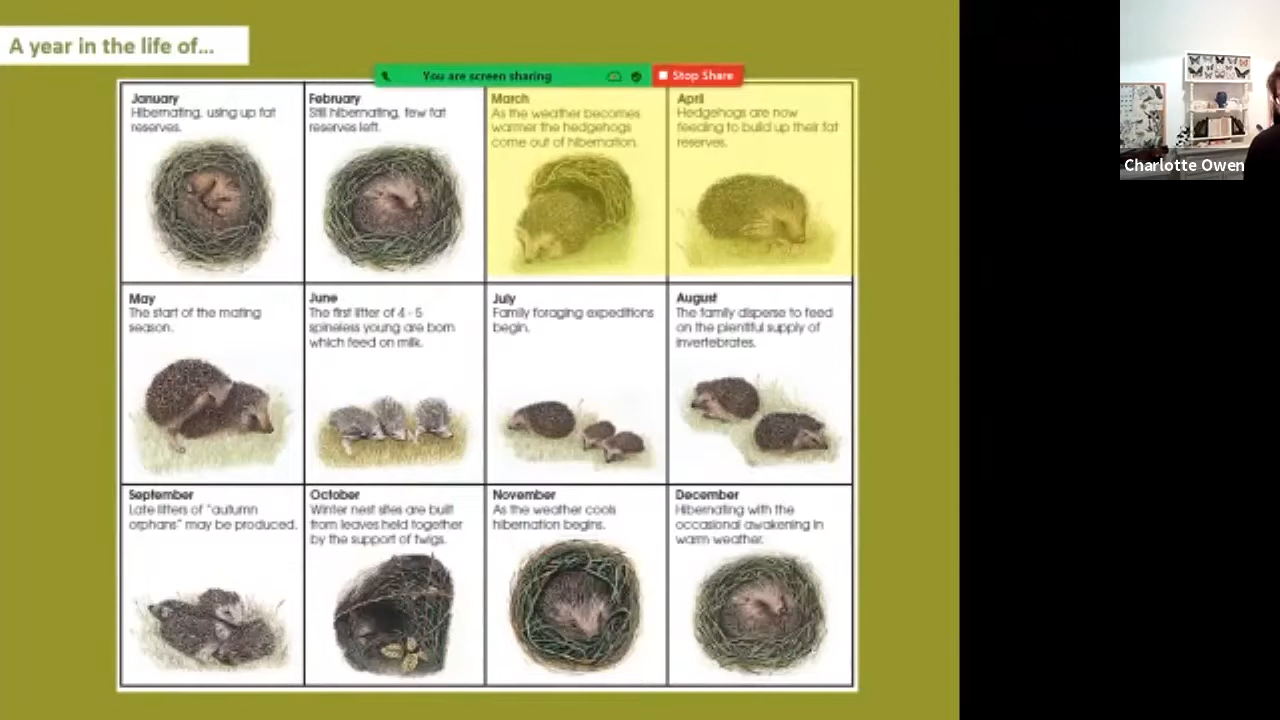 A year in the life of...
You are screen sharing
Stop Share
January
Hibernating, using up fat
reserves.
February
Still hibernating, few fat
reserves left.
March
As the weather becomes
warmer the hedgehogs
come out of hibernation.
April
Hedgehogs are now
feeding to build up their fat
reserves.
May
The start of the mating
season.
June
The first litter of 4 - 5
spineless young are born
which feed on milk.
July
Family foraging expeditions
begin.
August
The family disperse to feed
on the plentiful supply of
invertebrates.
September
Late litters of "autumn
orphans" may be produced.
October
Winter nest sites are built
from leaves held together
by the support of twigs.
November
As the weather cools
hibernation begins.
December
Hibernating with the
occasional awakening in
warm weather.
Charlotte Owen